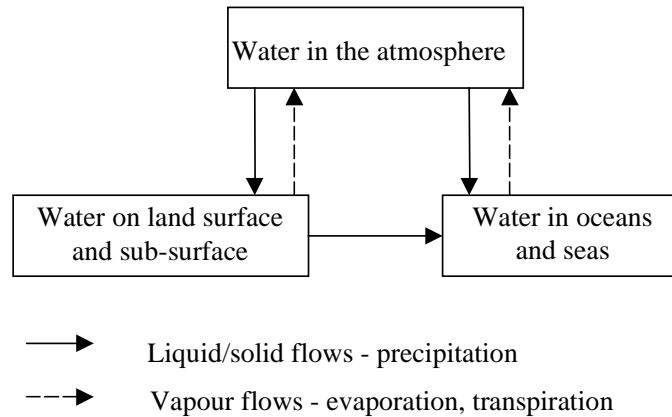 Water in the atmosphere
Water on land surface
and sub-surface
Water in oceans
and seas
Liquid/solid flows - precipitation
Vapour flows - evaporation, transpiration